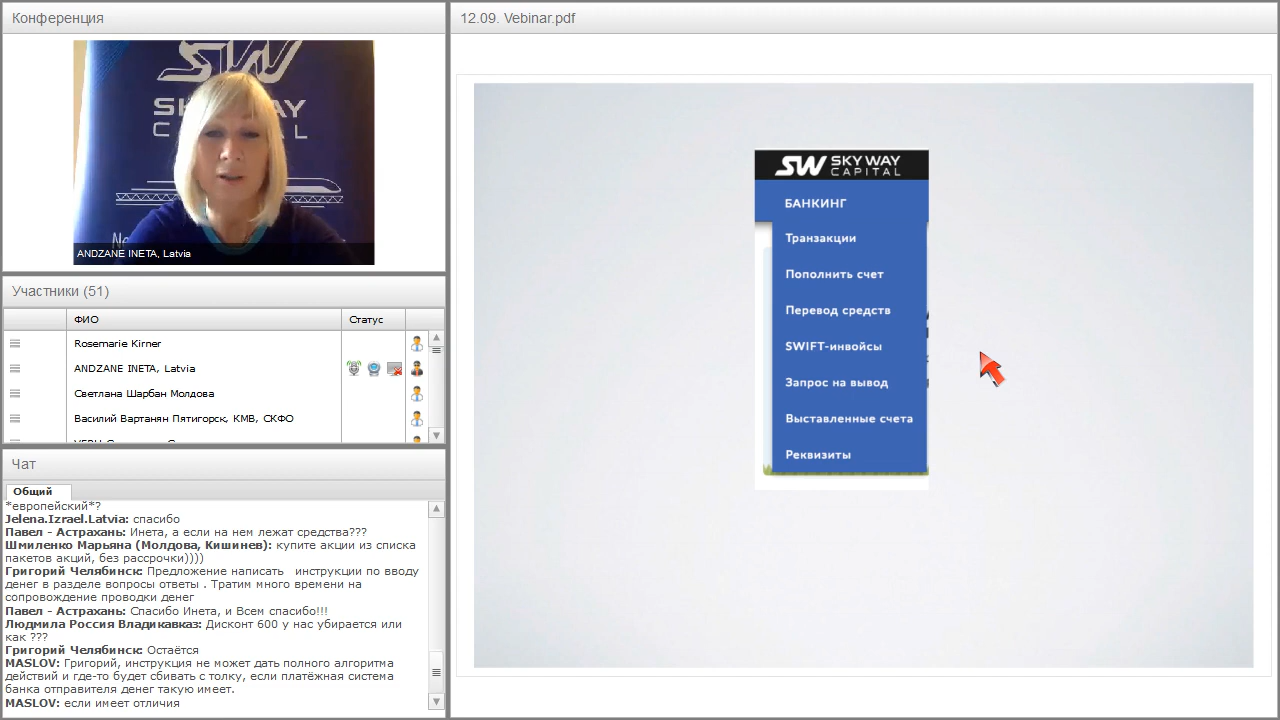 Конференция
SW
SKYWAY
CAPITAL
ANDZANE INETA, Latvia
Участники (51)
ФИО
Статус
Rosemarie Kirner
ANDZANE INETA, Latvia
Светлана Шарбан Молдова
Василий Вартанян Пятигорск, КМВ, СКФО
Чат
Общий
*европейский*?
Jelena.Izrael.Latvia: спасибо
Павел - Астрахань: Инета, а если на нем лежат средства???
Шмиленко Марьяна (Молдова, Кишинев): купите акции из списка
пакетов акций, без рассрочки))))
Григорий Челябинск: Предложение написать инструкции по вводу
денег в разделе вопросы ответы . Тратим много времени на
сопровождение проводки денег
Павел - Астрахань: Спасибо Инета, и Всем спасибо!!!
Людмила Россия Владикавказ: Дисконт 600 у нас убирается или
как ???
Григорий Челябинск: Остаётся
MASLOV: Григорий, инструкция не может дать полного алгоритма
действий и где-то будет сбивать с толку, если платёжная система
банка отправителя денег такую имеет.
MASLOV: если имеет отличия
12.09. Vebinar.pdf
SW SKYWAY
CAPITAL
БАНКИНГ
Транзакции
Пополнить счет
Перевод средств
SWIFT-инвойсы
Запрос на вывод
Выставленные счета
Реквизиты